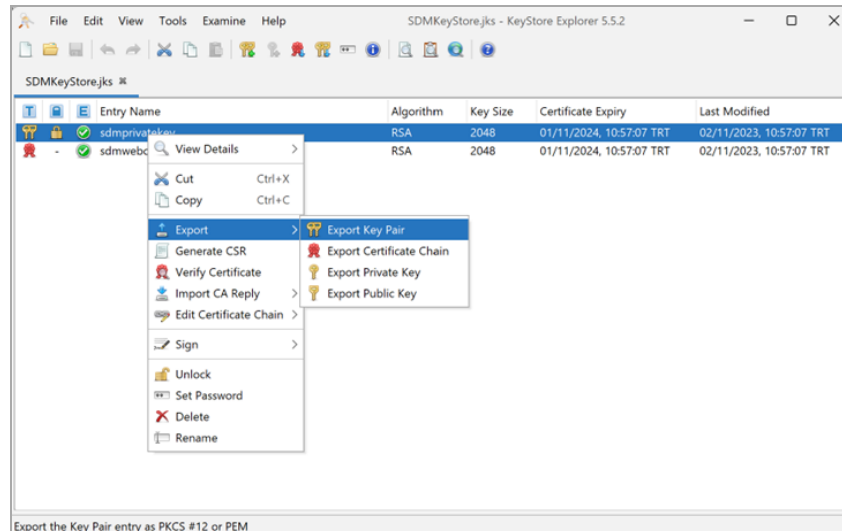 File Edit View Tools Examine Help SDMKeyStore.jks - KeyStore Explorer 5.5.2
SDMKeyStore.jks
T E Entry Name Algorithm Key Size Certificate Expiry Last Modified
sdmprivatekey RSA 2048 01/11/2024, 10:57:07 TRT 02/11/2023, 10:57:07 TRT
- RSA 2048 01/11/2024, 10:57:07 TRT 02/11/2023, 10:57:07 TRT
View Details
Cut Ctrl+X
Copy Ctrl+C
Export Export Key Pair
Generate CSR Export Certificate Chain
Verify Certificate Export Private Key
Import CA Reply Export Public Key
Edit Certificate Chain
Sign
Unlock
Set Password
Delete
Rename
Export the Key Pair entry as PKCS #12 or PEM